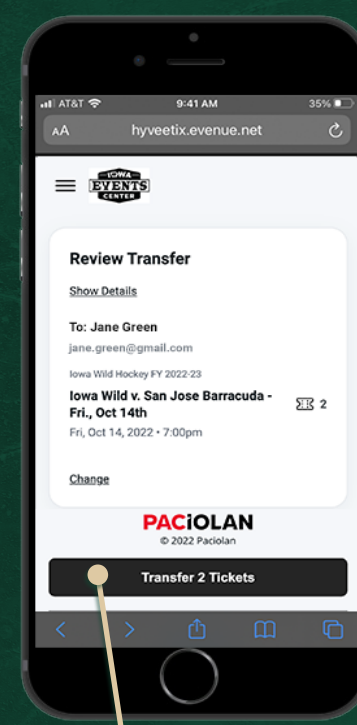 AT&T 9:41 AM 35%
AA hyveetix.evenue.net
IOWA
EVENTS
CENTER
Review Transfer
Show Details
To: Jane Green
jane.green@gmail.com
Iowa Wild Hockey FY 2022-23
Iowa Wild v. San Jose Barracuda -
Fri., Oct 14th 2
Fri, Oct 14, 2022 • 7:00pm
Change
PACiOLAN
© 2022 Paciolan
Transfer 2 Tickets